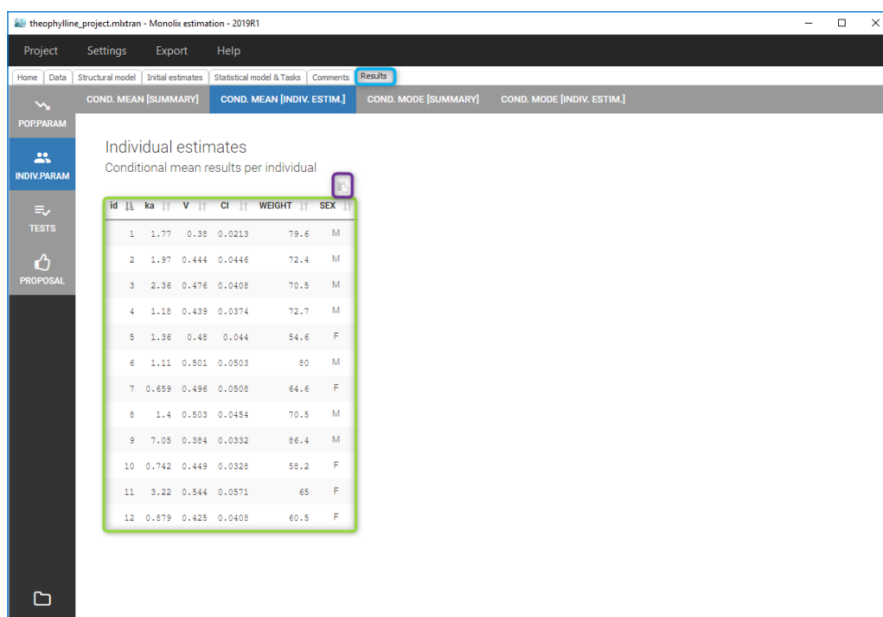 theophylline_project.mlxtran - Monolix estimation - 2019R1
Project Settings Export Help
Home Data Structural model Initial estimates Statistical model & Tasks Comments Results
COND. MEAN [SUMMARY] COND. MEAN [INDIV. ESTIM.] COND. MODE [SUMMARY] COND. MODE [INDIV. ESTIM.]
POP.PARAM
INDIV.PARAM
TESTS
PROPOSAL
Individual estimates
Conditional mean results per individual
id ka V Cl WEIGHT SEX
1 1.77 0.38 0.0213 79.6 M
2 1.97 0.444 0.0446 72.4 M
3 2.36 0.476 0.0408 70.5 M
4 1.18 0.439 0.0374 72.7 M
5 1.36 0.48 0.044 54.6 F
6 1.11 0.501 0.0503 80 M
7 0.659 0.496 0.0508 64.6 F
8 1.4 0.503 0.0454 70.5 M
9 7.05 0.384 0.0332 86.4 M
10 0.742 0.449 0.0328 58.2 F
11 3.22 0.544 0.0571 65 F
12 0.879 0.425 0.0408 60.5 F